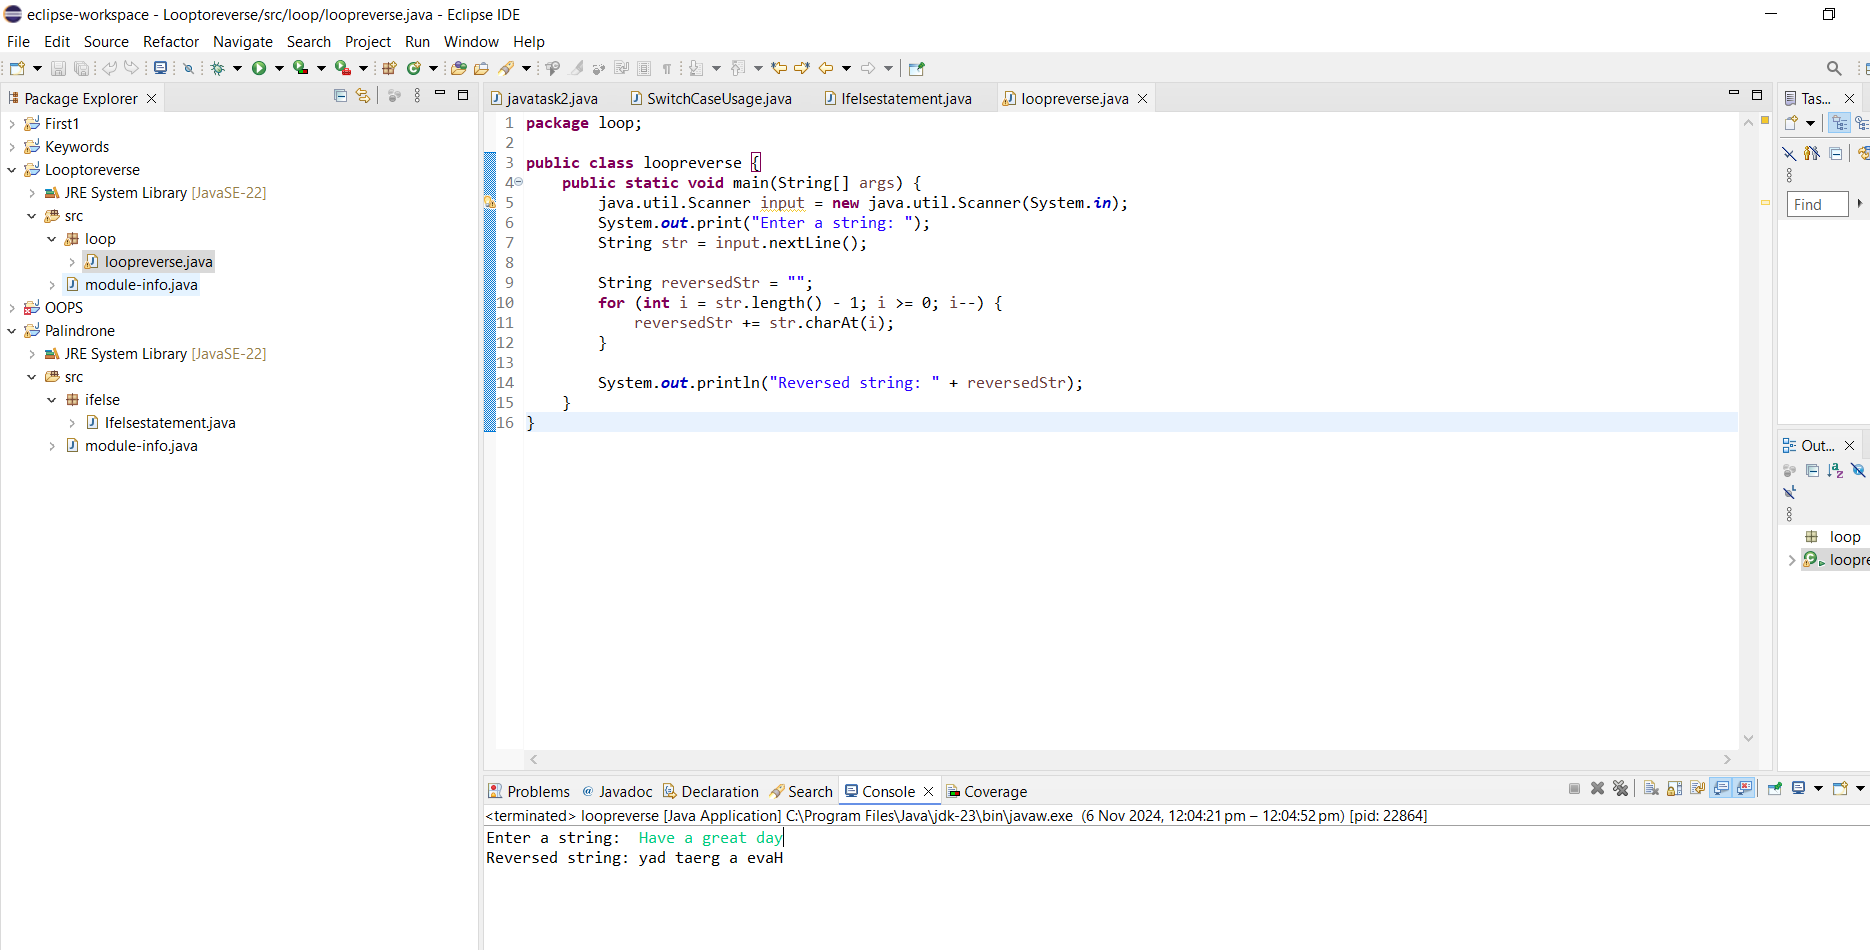 eclipse-workspace - Looptoreverse/src/loop/loopreverse.java - Eclipse IDE
File Edit Source Refactor Navigate Search Project Run Window Help
Package Explorer
First1
Keywords
Looptoreverse
JRE System Library [JavaSE-22]
src
loop
loopreverse.java
module-info.java
OOPS
Palindrone
JRE System Library [JavaSE-22]
src
ifelse
Ifelsestatement.java
module-info.java
javatask2.java SwitchCaseUsage.java Ifelsestatement.java loopreverse.java
1 package loop;
2
3 public class loopreverse {
4 public static void main(String[] args) {
5 java.util.Scanner input = new java.util.Scanner(System.in);
6 System.out.print("Enter a string: ");
7 String str = input.nextLine();
8
9 String reversedStr = "";
10 for (int i = str.length() - 1; i >= 0; i--) {
11 reversedStr += str.charAt(i);
12 }
13
14 System.out.println("Reversed string: " + reversedStr);
15 }
16 }
Tas...
Find
Out...
loop
loopre
Problems @ Javadoc Declaration Search Console Coverage
<terminated> loopreverse [Java Application] C:\Program Files\Java\jdk-23\bin\javaw.exe (6 Nov 2024, 12:04:21 pm – 12:04:52 pm) [pid: 22864]
Enter a string:  Have a great day
Reversed string: yad taerg a evaH